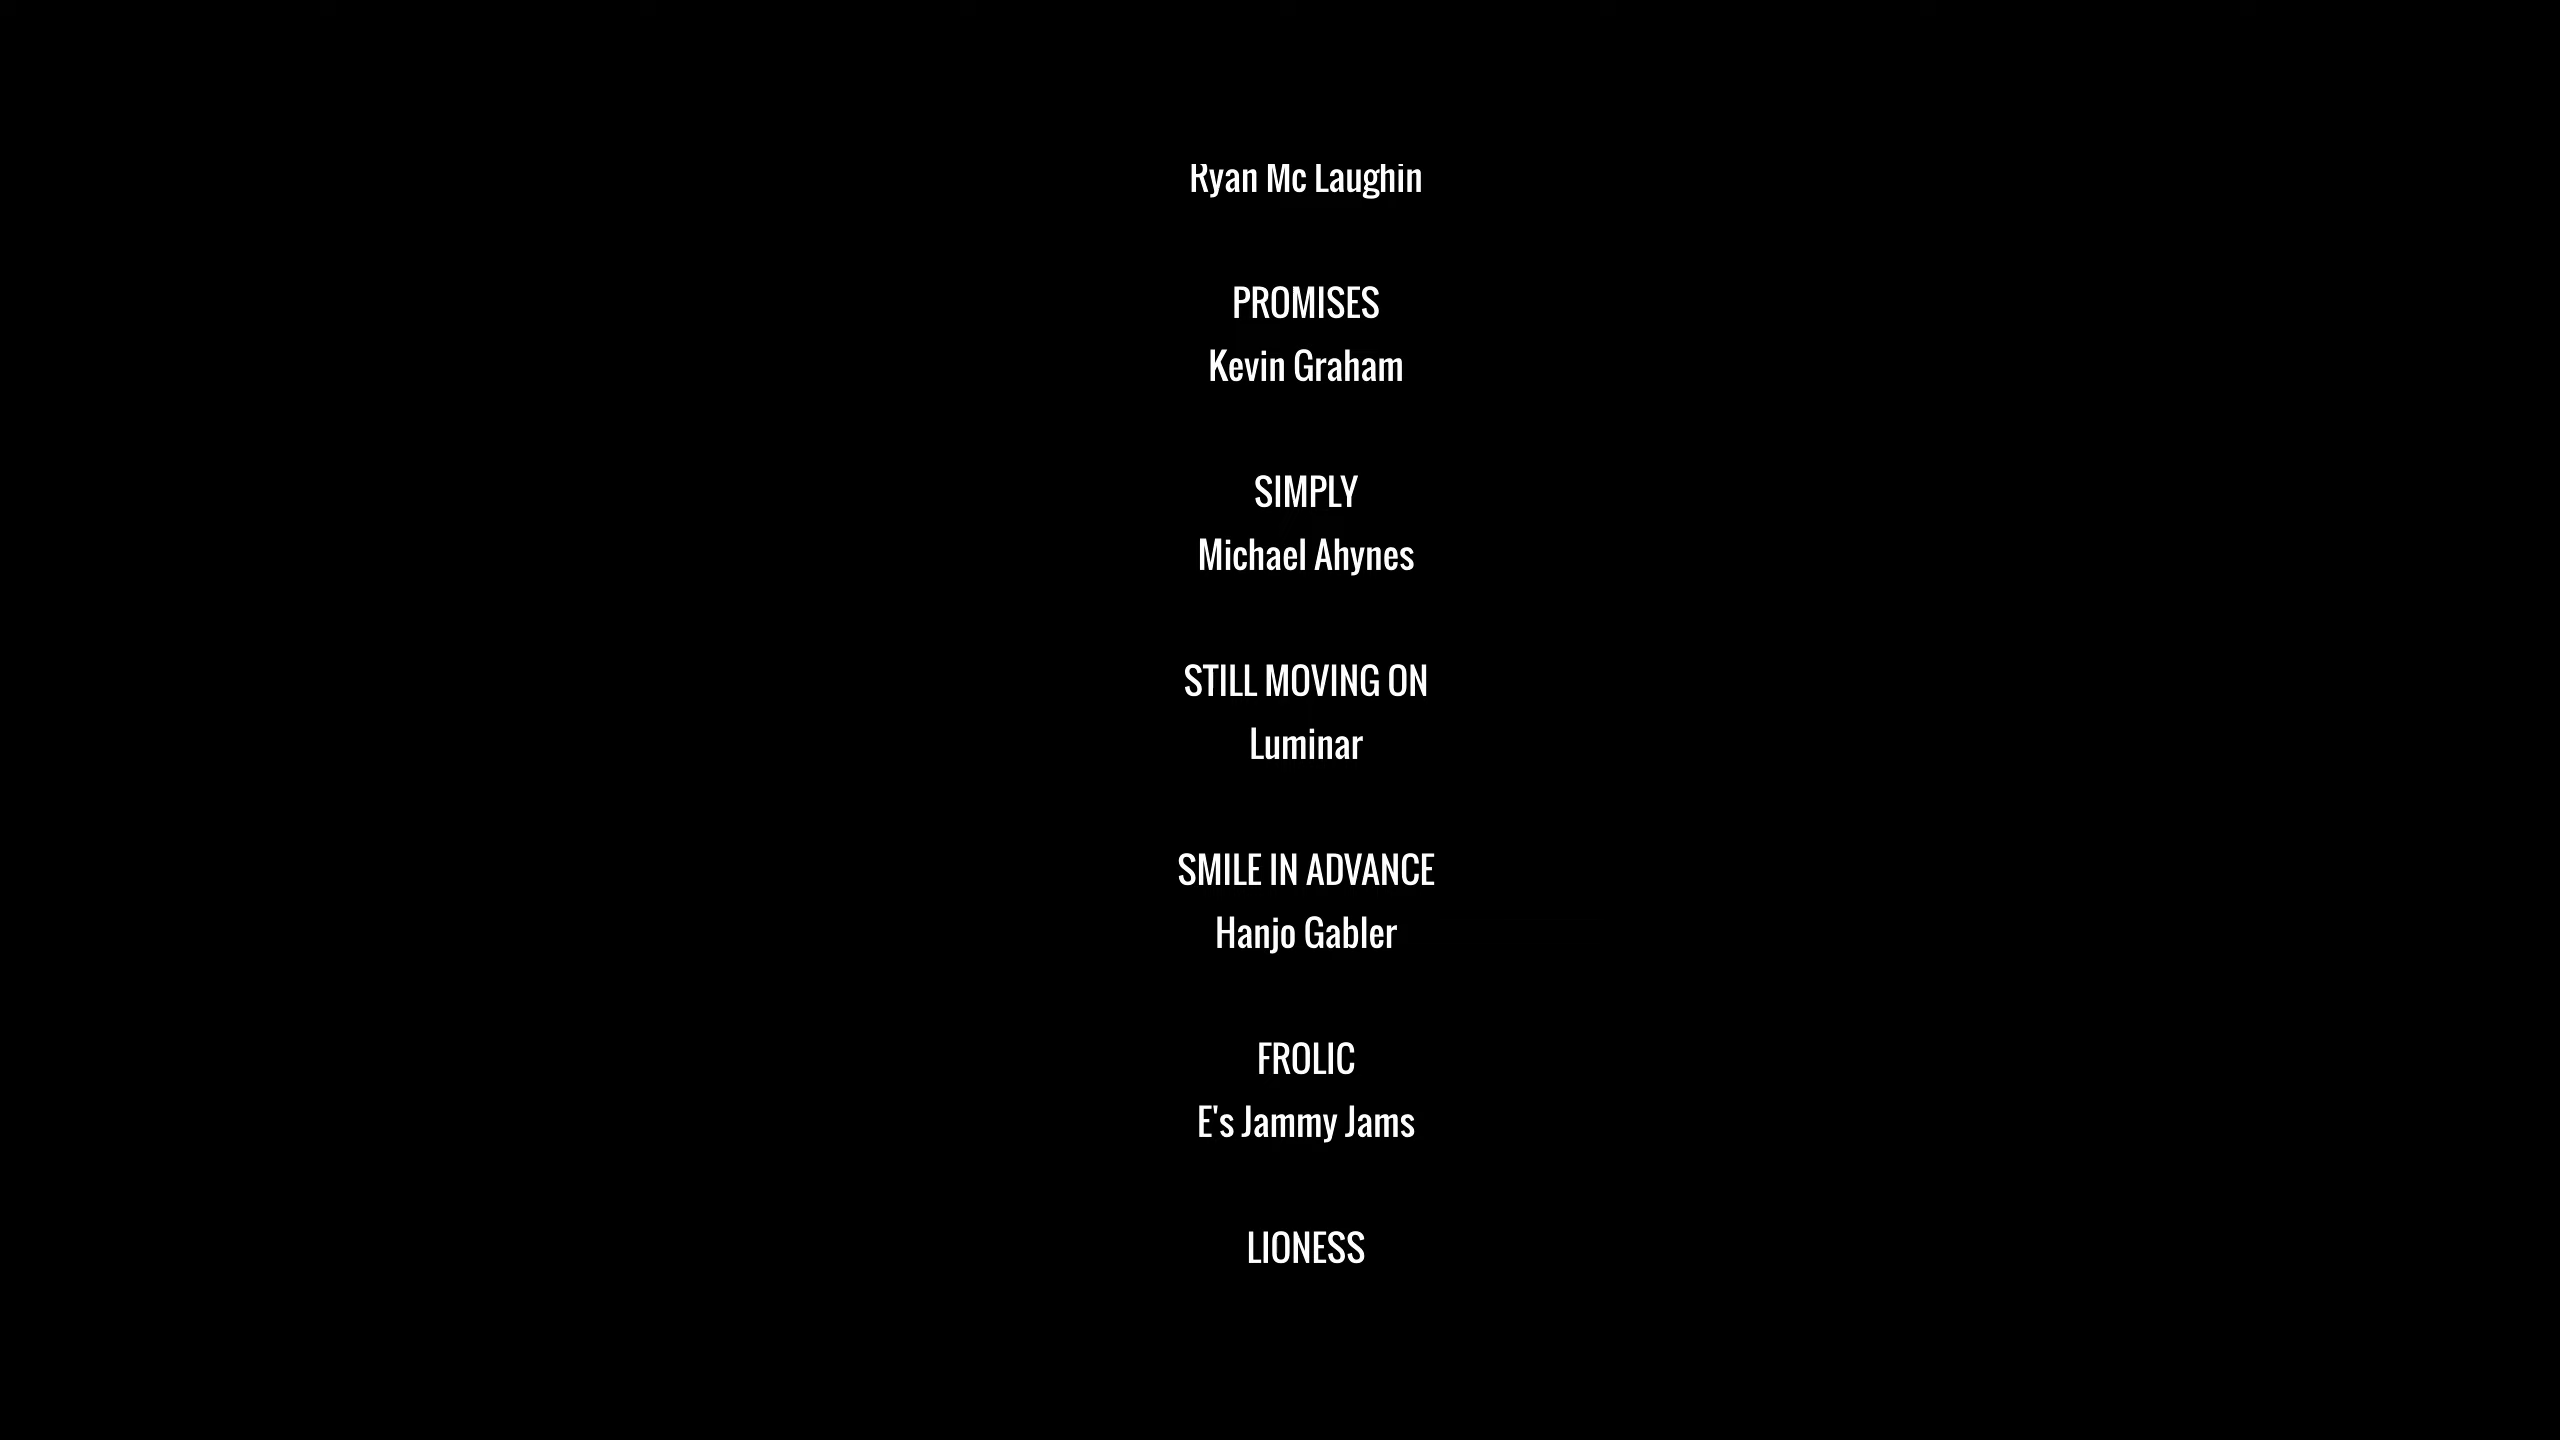 Ryan Mc Laughin
PROMISES
Kevin Graham
SIMPLY
Michael Ahynes
STILL MOVING ON
Luminar
SMILE IN ADVANCE
Hanjo Gabler
FROLIC
E's Jammy Jams
LIONESS